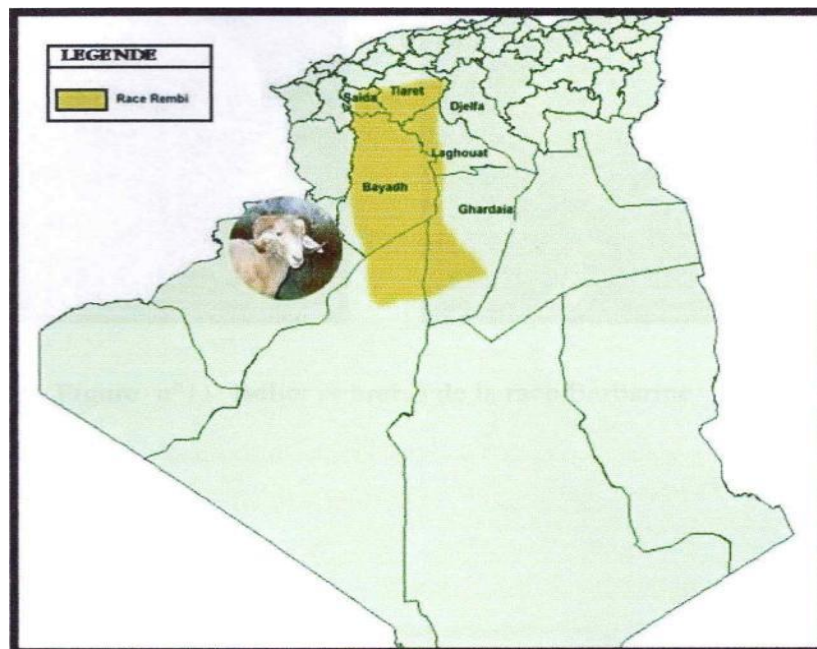 LEGENDE
Race Rembi
Saida
Tiaret
Djelfa
Laghouat
Bayadh
Ghardaia